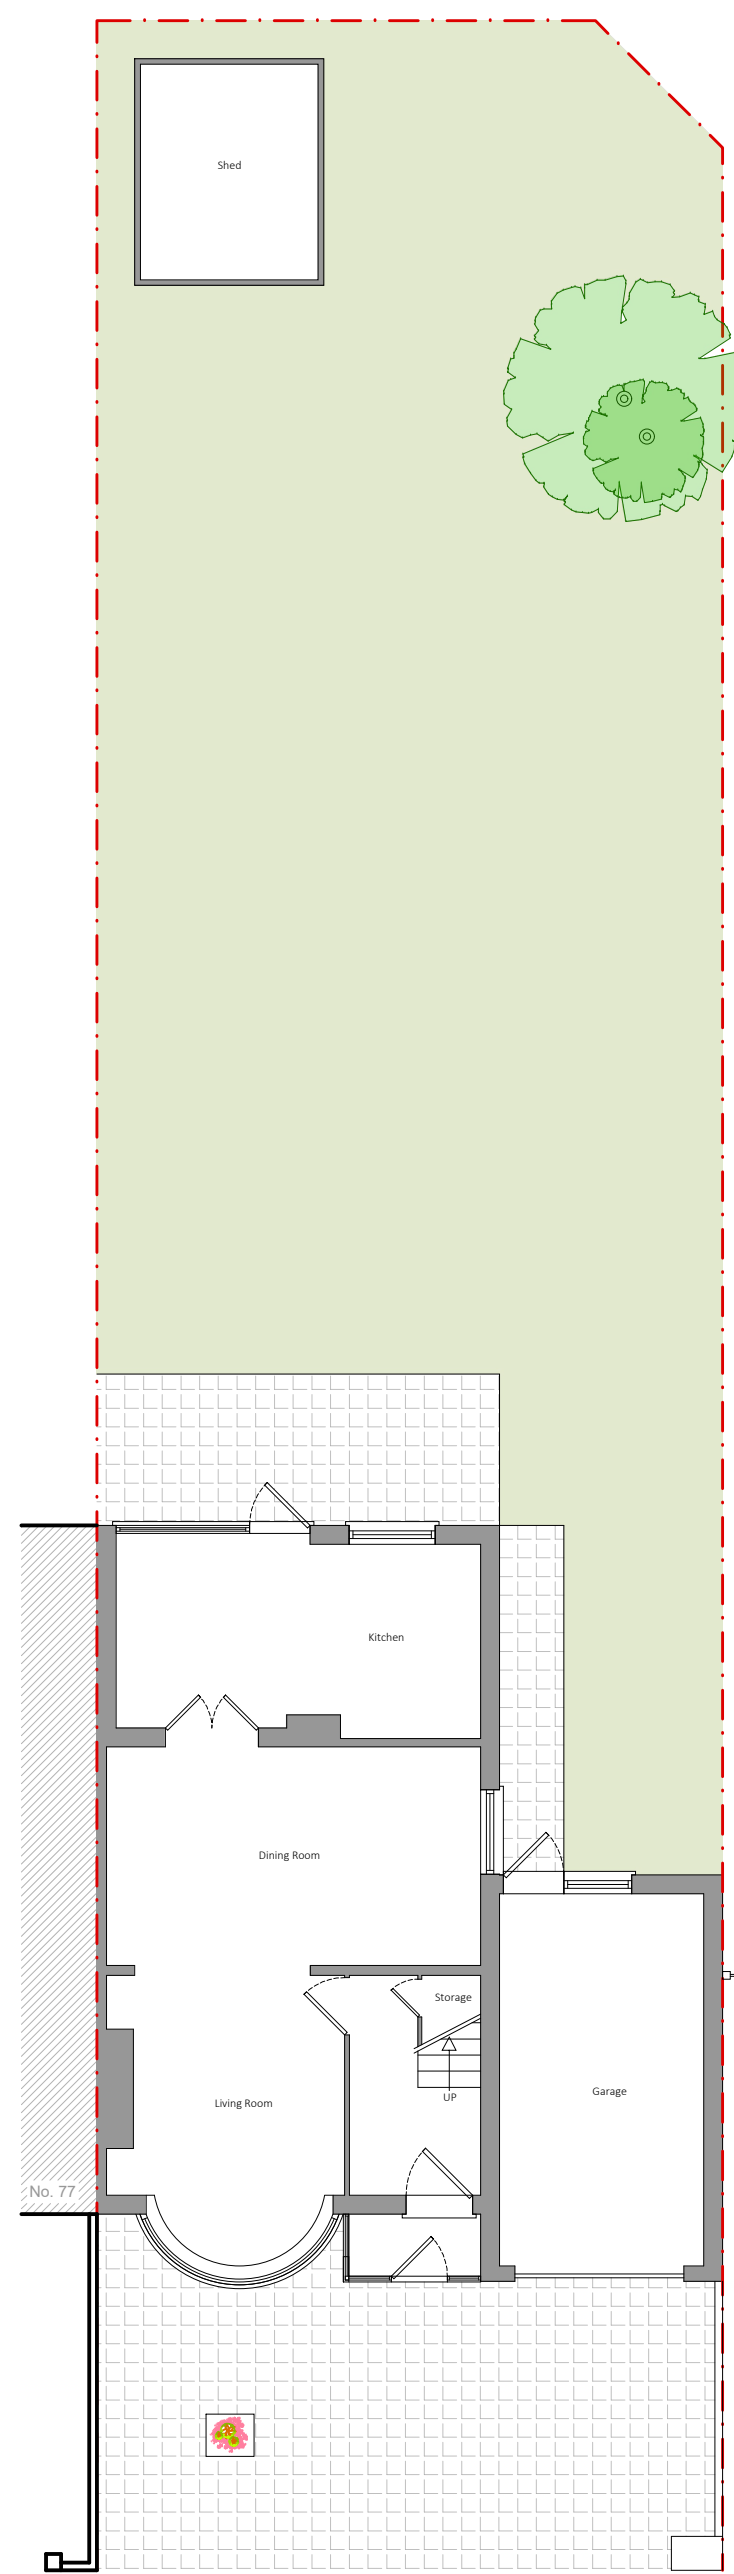 Shed
Kitchen
Dining Room
Storage
UP
Garage
Living Room
No. 77